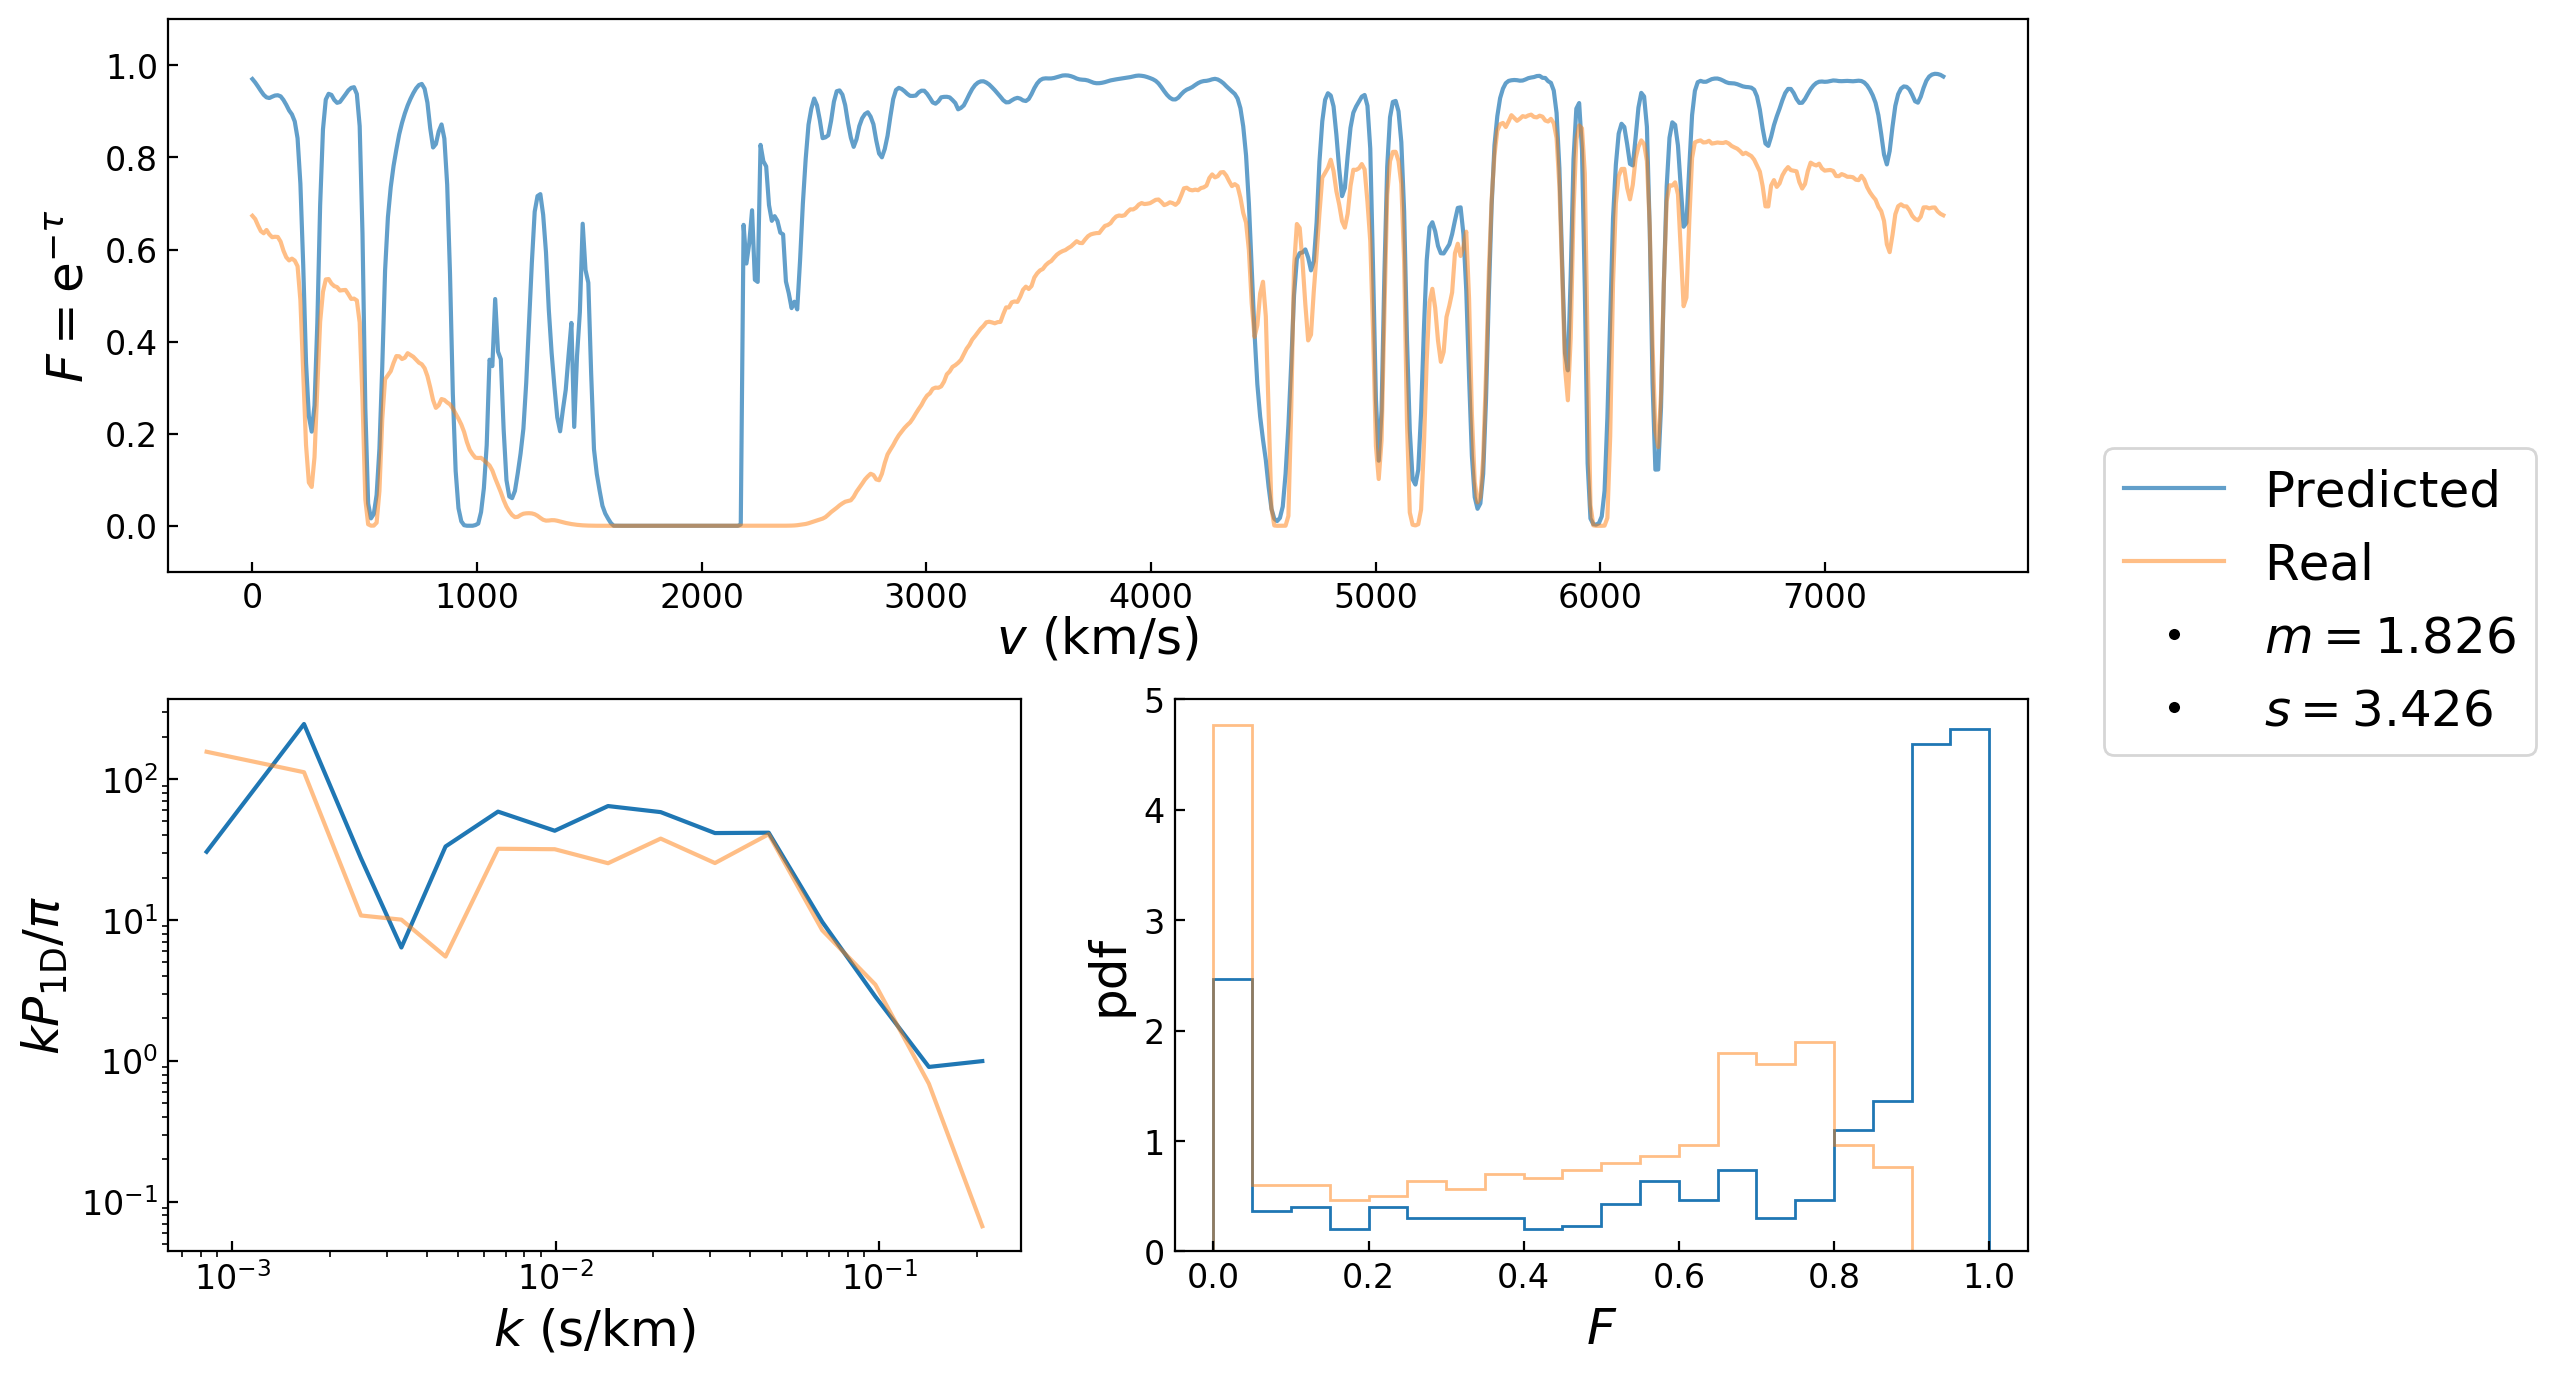 1.0
0.8
0.6
0.4
0.2
0.0
F = e^{−τ}
0 1000 2000 3000 4000 5000 6000 7000
v (km/s)
Predicted
Real
m = 1.826
s = 3.426
10^2
10^1
10^0
10^{−1}
kP_{1D}/π
10^{−3} 10^{−2} 10^{−1}
k (s/km)
5
4
3
2
1
0
pdf
0.0 0.2 0.4 0.6 0.8 1.0
F